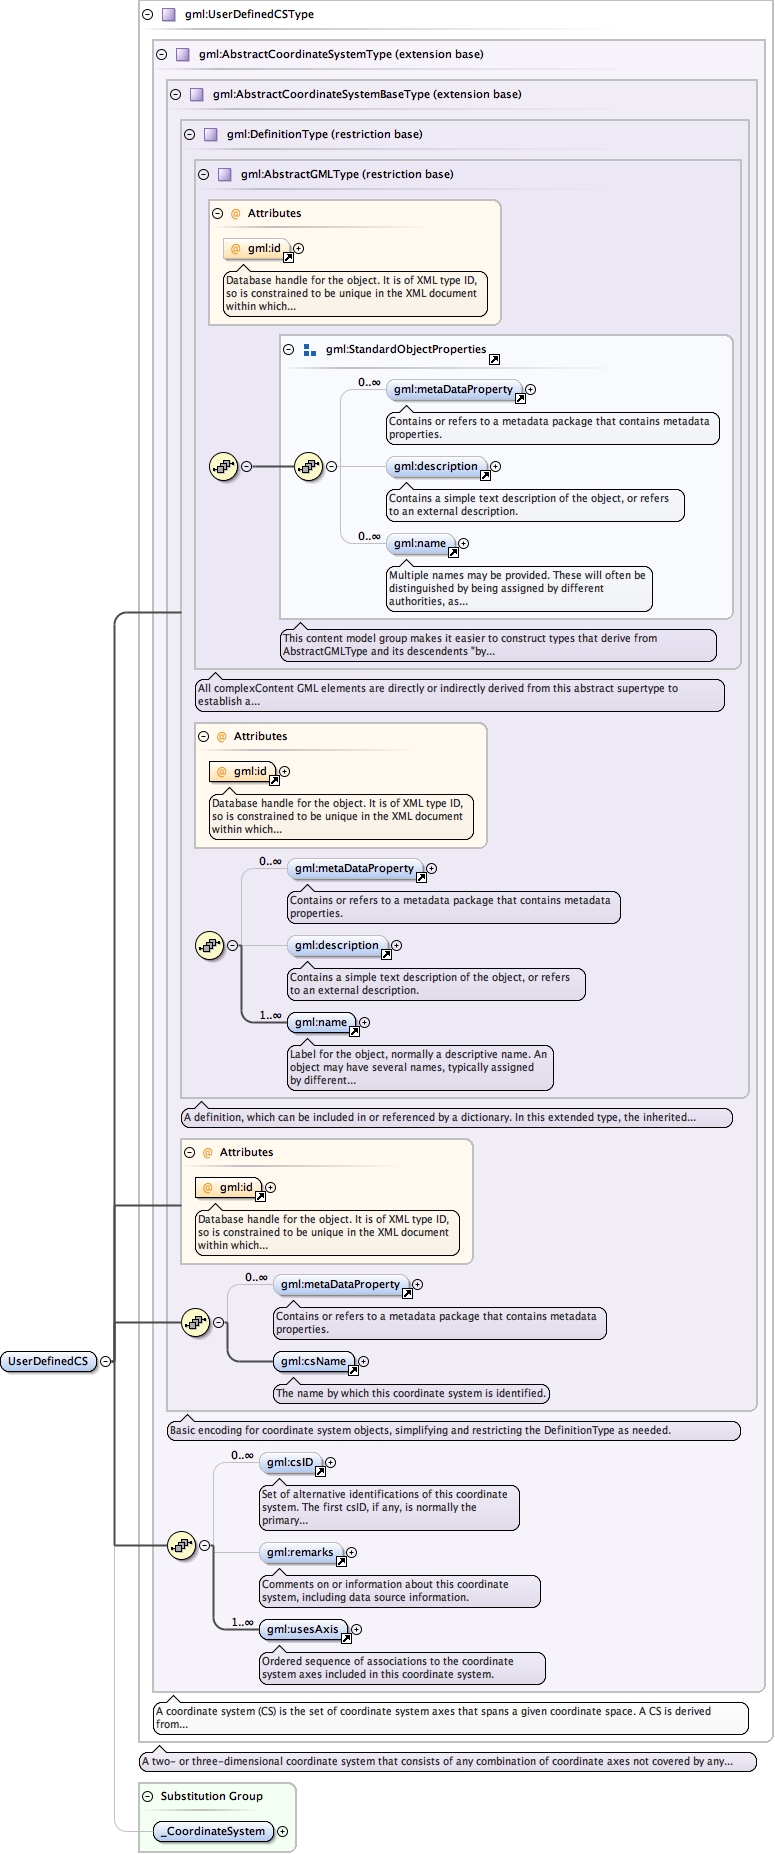 gml:UserDefinedCSType
gml:AbstractCoordinateSystemType (extension base)
gml:AbstractCoordinateSystemBaseType (extension base)
gml:DefinitionType (restriction base)
gml:AbstractGMLType (restriction base)
@ Attributes
@ gml:id
Database handle for the object. It is of XML type ID,
so is constrained to be unique in the XML document
within which...
gml:StandardObjectProperties
0..∞
gml:metaDataProperty
Contains or refers to a metadata package that contains metadata
properties.
gml:description
Contains a simple text description of the object, or refers
to an external description.
0..∞
gml:name
Multiple names may be provided. These will often be
distinguished by being assigned by different
authorities, as...
This content model group makes it easier to construct types that derive from
AbstractGMLType and its descendents "by...
All complexContent GML elements are directly or indirectly derived from this abstract supertype to
establish a...
@ Attributes
@ gml:id
Database handle for the object. It is of XML type ID,
so is constrained to be unique in the XML document
within which...
0..∞
gml:metaDataProperty
Contains or refers to a metadata package that contains metadata
properties.
gml:description
Contains a simple text description of the object, or refers
to an external description.
1..∞
gml:name
Label for the object, normally a descriptive name. An
object may have several names, typically assigned
by different...
A definition, which can be included in or referenced by a dictionary. In this extended type, the inherited...
@ Attributes
@ gml:id
Database handle for the object. It is of XML type ID,
so is constrained to be unique in the XML document
within which...
0..∞
gml:metaDataProperty
Contains or refers to a metadata package that contains metadata
properties.
UserDefinedCS
gml:csName
The name by which this coordinate system is identified.
Basic encoding for coordinate system objects, simplifying and restricting the DefinitionType as needed.
0..∞
gml:csID
Set of alternative identifications of this coordinate
system. The first csID, if any, is normally the
primary...
gml:remarks
Comments on or information about this coordinate
system, including data source information.
1..∞
gml:usesAxis
Ordered sequence of associations to the coordinate
system axes included in this coordinate system.
A coordinate system (CS) is the set of coordinate system axes that spans a given coordinate space. A CS is derived
from...
A two- or three-dimensional coordinate system that consists of any combination of coordinate axes not covered by any...
Substitution Group
_CoordinateSystem